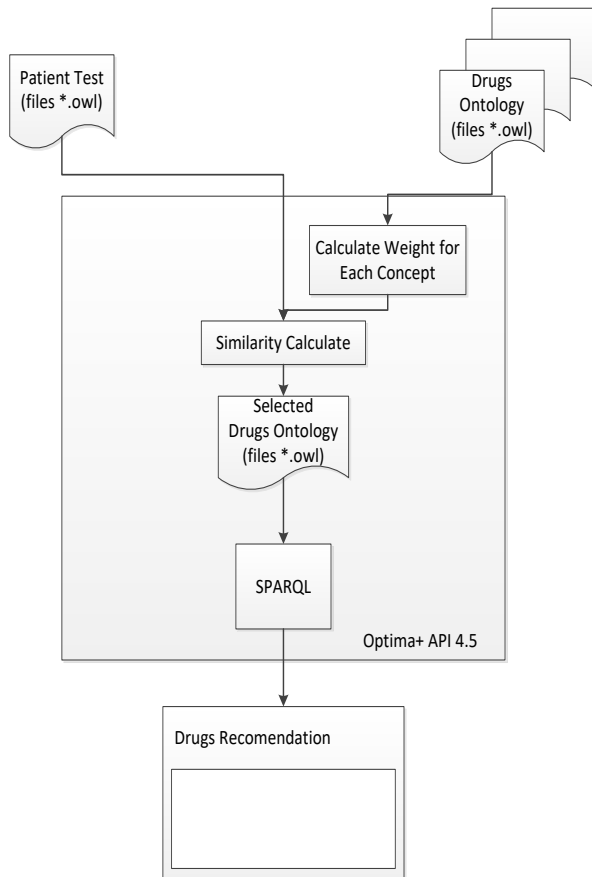 Patient Test
(files *.owl)
Drugs
Ontology
(files *.owl)
Calculate Weight for
Each Concept
Similarity Calculate
Selected
Drugs Ontology
(files *.owl)
SPARQL
Optima+ API 4.5
Drugs Recomendation